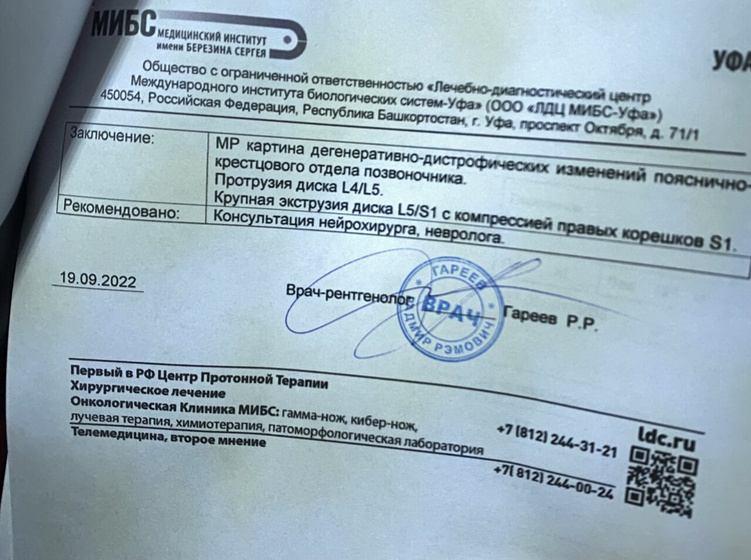 МИБС МЕДИЦИНСКИЙ ИНСТИТУТ
ИМЕНИ БЕРЕЗИНА СЕРГЕЯ
УФА
Общество с ограниченной ответственностью «Лечебно-диагностический центр
Международного института биологических систем-Уфа» (ООО «ЛДЦ МИБС-Уфа»)
450054, Российская Федерация, Республика Башкортостан, г. Уфа, проспект Октября, д. 71/1
Заключение:
МР картина дегенеративно-дистрофических изменений пояснично-
крестцового отдела позвоночника.
Протрузия диска L4/L5.
Крупная экструзия диска L5/S1 с компрессией правых корешков S1.
Рекомендовано:
Консультация нейрохирурга, невролога.
19.09.2022
Врач-рентгенолог
ГАРЕЕВ
ВРАЧ
РЭМОВИЧ
Гареев Р.Р.
Первый в РФ Центр Протонной Терапии
Хирургическое лечение
Онкологическая Клиника МИБС: гамма-нож, кибер-нож,
лучевая терапия, химиотерапия, патоморфологическая лаборатория
Телемедицина, второе мнение
+7 (812) 244-31-21
+7( 812) 244-00-24
ldc.ru